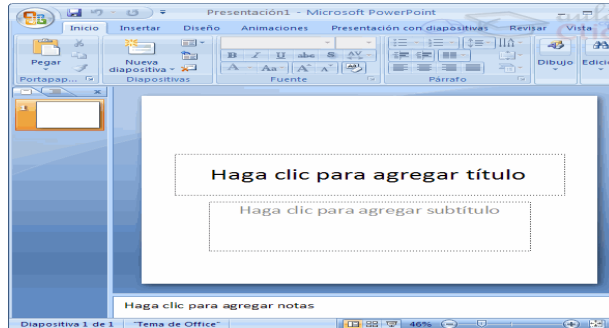 Presentación1 - Microsoft PowerPoint
Inicio Insertar Diseño Animaciones Presentación con diapositivas Revisar Vista
Pegar Nueva diapositiva Dibujo Edici
Portapap... Diapositivas Fuente Párrafo
1
Haga clic para agregar título
Haga clic para agregar subtítulo
Haga clic para agregar notas
Diapositiva 1 de 1 "Tema de Office" 46%